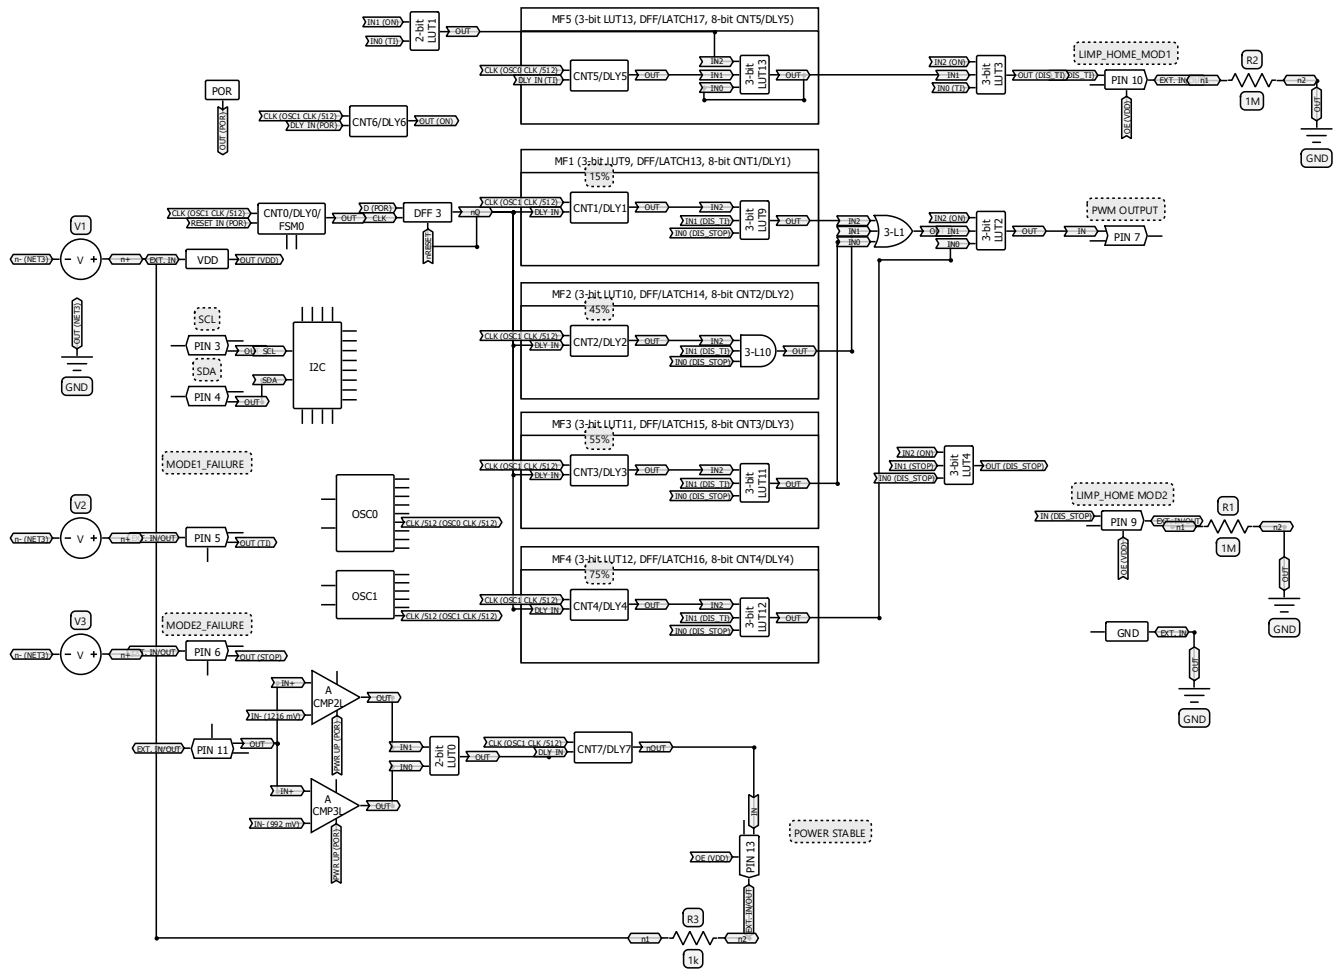 IN1 (ON)
IN0 (TI)
2-bit LUT1
OUT
MF5 (3-bit LUT13, DFF/LATCH17, 8-bit CNT5/DLY5)
CLK (OSC0 CLK /512)
DLY IN (TI)
CNT5/DLY5
OUT
IN2
IN1
IN0
3-bit LUT13
OUT
IN2 (ON)
IN1
IN0 (TI)
3-bit LUT3
OUT (DIS_TI)
LIMP_HOME_MOD1
PIN 10
OE (VDD)
n1
R2
1M
n2
OUT
GND
POR
OUT (POR)
CLK (OSC1 CLK /512)
DLY IN (POR)
CNT6/DLY6
OUT (ON)
MF1 (3-bit LUT9, DFF/LATCH13, 8-bit CNT1/DLY1)
15%
CLK (OSC1 CLK /512)
DLY IN
CNT1/DLY1
OUT
IN2
IN1 (DIS_TI)
IN0 (DIS_STOP)
3-bit LUT9
OUT
CLK (OSC1 CLK /512)
RESET IN (POR)
CNT0/DLY0/
FSM0
OUT
D (POR)
CLK
DFF 3
nQ
nRESET
IN2
IN1
IN0
3-L1
IN2 (ON)
IN1
IN0
3-bit LUT2
OUT
PWM OUTPUT
IN
PIN 7
V1
n- (NET3)
V
n+
EXT. IN
VDD
OUT (VDD)
OUT (NET3)
GND
MF2 (3-bit LUT10, DFF/LATCH14, 8-bit CNT2/DLY2)
45%
CLK (OSC1 CLK /512)
DLY IN
CNT2/DLY2
OUT
IN2
IN1 (DIS_TI)
IN0 (DIS_STOP)
3-L10
OUT
SCL
PIN 3
SCL
SDA
PIN 4
OUT
SDA
I2C
MF3 (3-bit LUT11, DFF/LATCH15, 8-bit CNT3/DLY3)
55%
CLK (OSC1 CLK /512)
DLY IN
CNT3/DLY3
OUT
IN2
IN1 (DIS_TI)
IN0 (DIS_STOP)
3-bit LUT11
OUT
IN2 (ON)
IN1 (STOP)
IN0 (DIS_STOP)
3-bit LUT4
OUT (DIS_STOP)
MODE1_FAILURE
V2
n- (NET3)
V
n+
PIN 5
OUT (TI)
OSC0
CLK /512 (OSC0 CLK /512)
OSC1
CLK /512 (OSC1 CLK /512)
LIMP_HOME MOD2
IN (DIS_STOP)
PIN 9
OE (VDD)
EXT. IN/OUT
n1
R1
1M
n2
OUT
GND
MF4 (3-bit LUT12, DFF/LATCH16, 8-bit CNT4/DLY4)
75%
CLK (OSC1 CLK /512)
DLY IN
CNT4/DLY4
OUT
IN2
IN1 (DIS_TI)
IN0 (DIS_STOP)
3-bit LUT12
OUT
MODE2_FAILURE
V3
n- (NET3)
V
n+
PIN 6
OUT (STOP)
GND
EXT. IN
OUT
GND
IN+
IN- (1216 mV)
A
CMP2L
OUT
PWR UP (POR)
EXT. IN/OUT
PIN 11
OUT
IN+
IN- (992 mV)
A
CMP3L
OUT
PWR UP (POR)
IN1
IN0
2-bit LUT0
OUT
CLK (OSC1 CLK /512)
DLY IN
CNT7/DLY7
nOUT
IN
OE (VDD)
PIN 13
EXT. IN/OUT
POWER STABLE
n1
R3
1k
n2